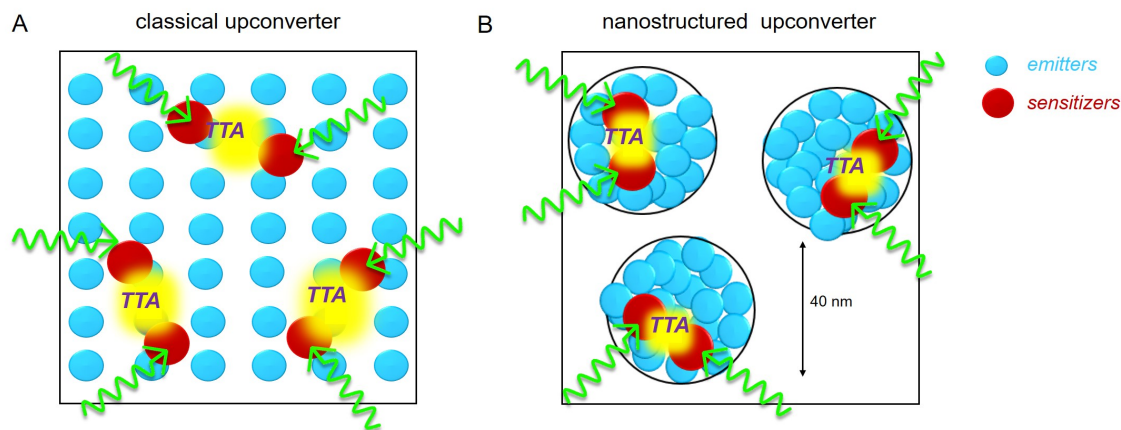 A
classical upconverter
B
nanostructured upconverter
emitters
sensitizers
TTA
TTA
TTA
TTA
TTA
TTA
40 nm